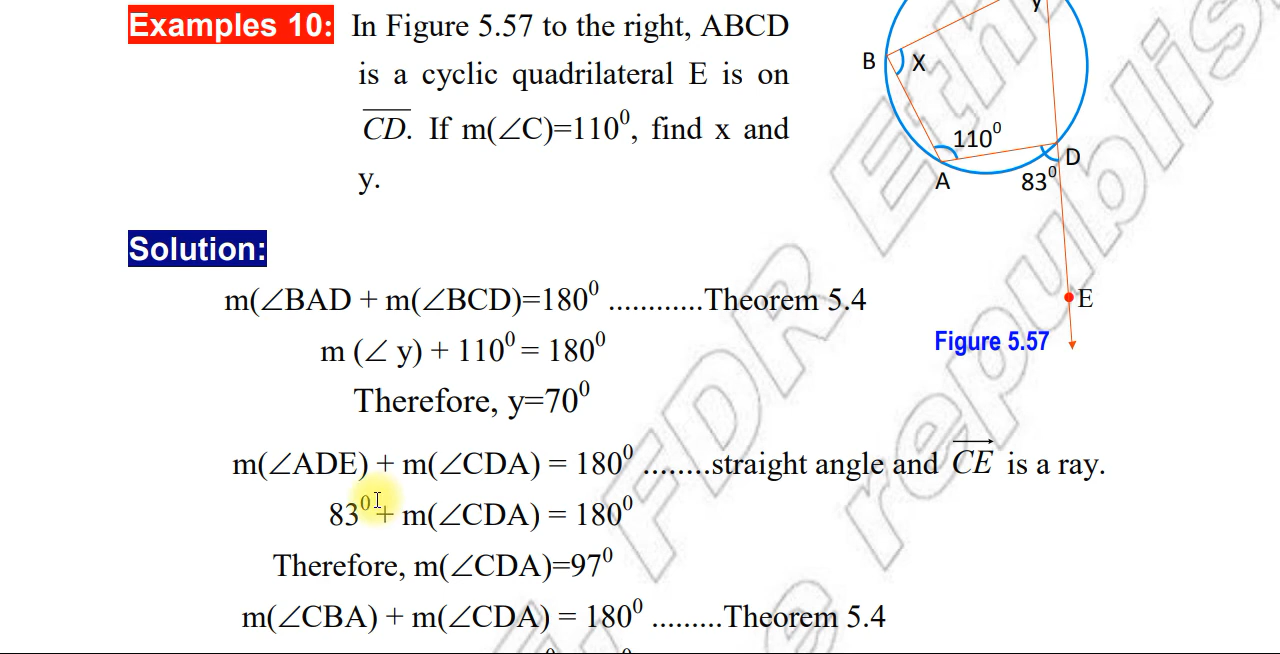 Examples 10: In Figure 5.57 to the right, ABCD
is a cyclic quadrilateral E is on
CD. If m(∠C)=110⁰, find x and
y.
y
B
X
110⁰
D
A
83⁰
E
Figure 5.57
Solution:
m(∠BAD + m(∠BCD)=180⁰ ............Theorem 5.4
m (∠ y) + 110⁰ = 180⁰
Therefore, y=70⁰
m(∠ADE) + m(∠CDA) = 180⁰ ........straight angle and CE is a ray.
83⁰ + m(∠CDA) = 180⁰
Therefore, m(∠CDA)=97⁰
m(∠CBA) + m(∠CDA) = 180⁰ .........Theorem 5.4
FDR
republis